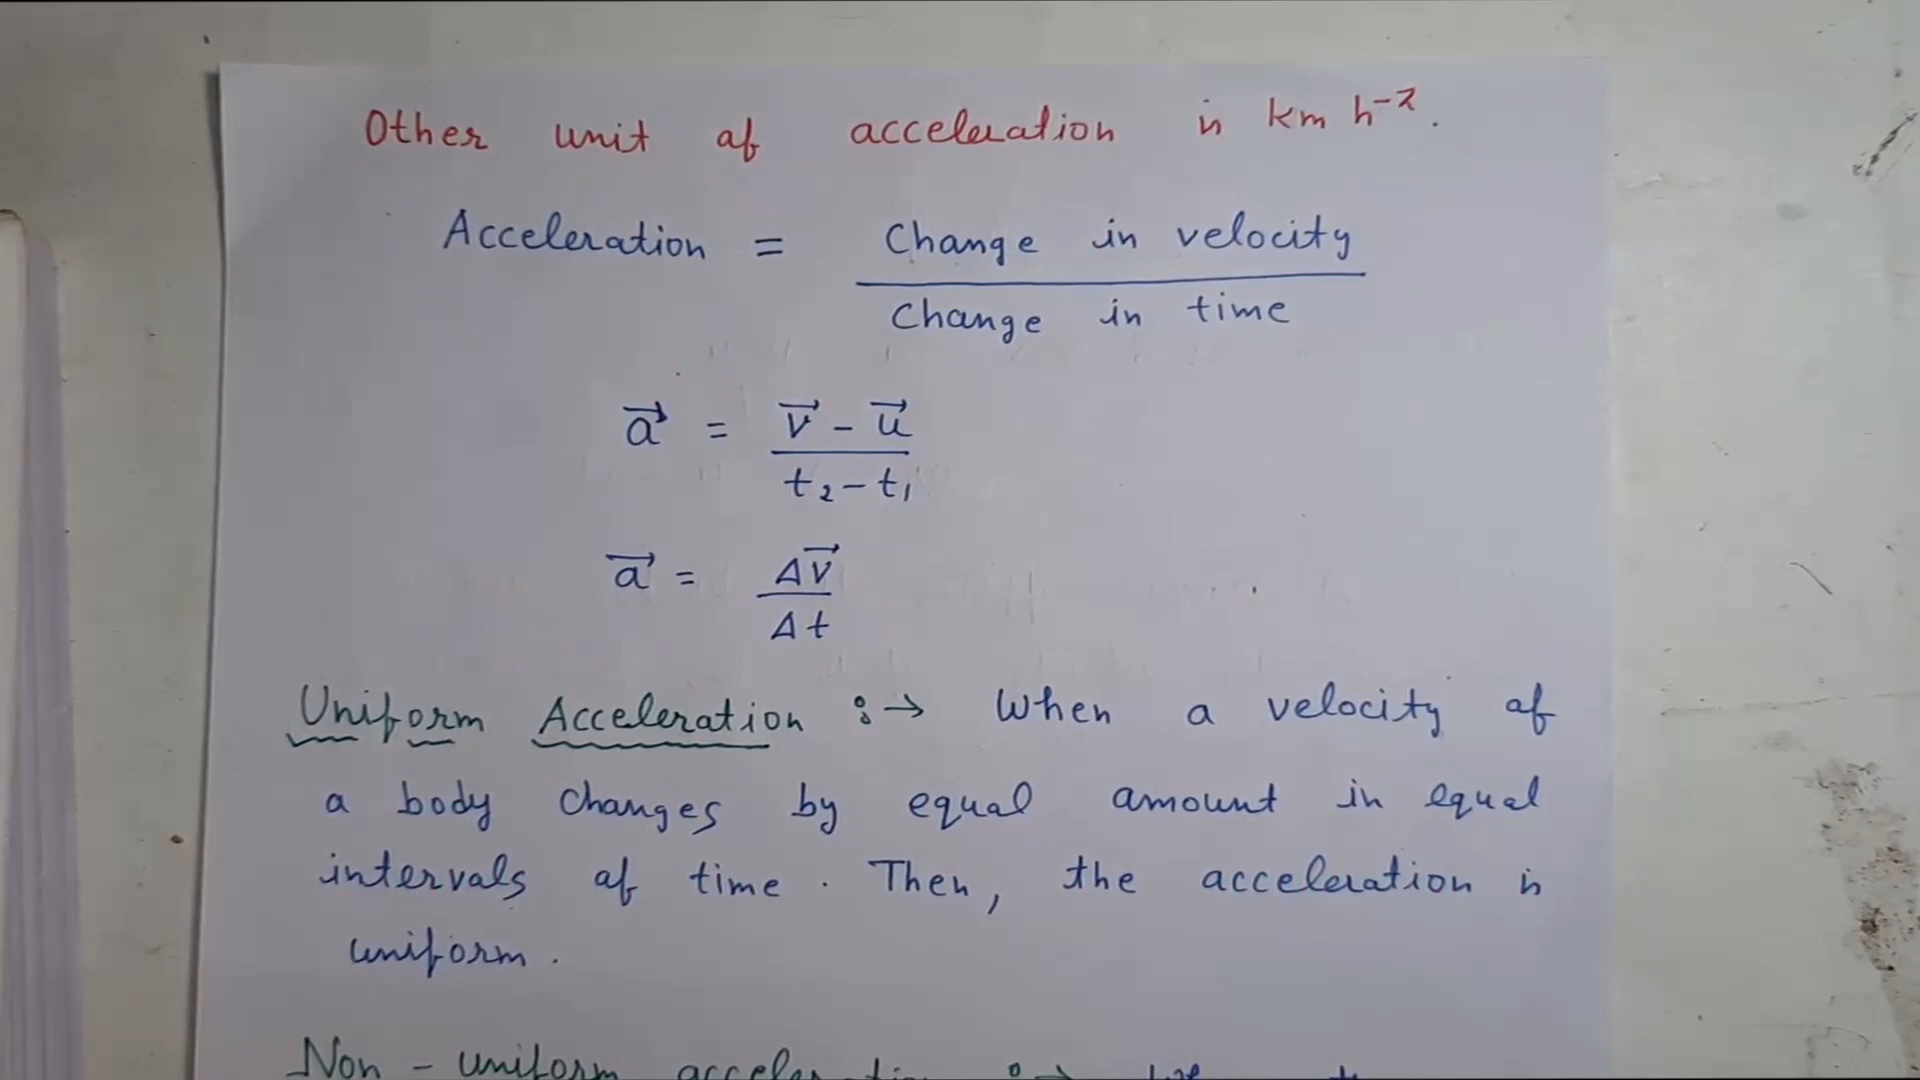 Other unit of acceleration is km h⁻².
Acceleration = Change in velocity
Change in time
a⃗ = v⃗ - u⃗
t₂ - t₁
a⃗ = Δv⃗
Δt
Uniform Acceleration :→ When a velocity of
a body changes by equal amount in equal
intervals of time. Then, the acceleration is
uniform.
Non - uniform acceleration :→